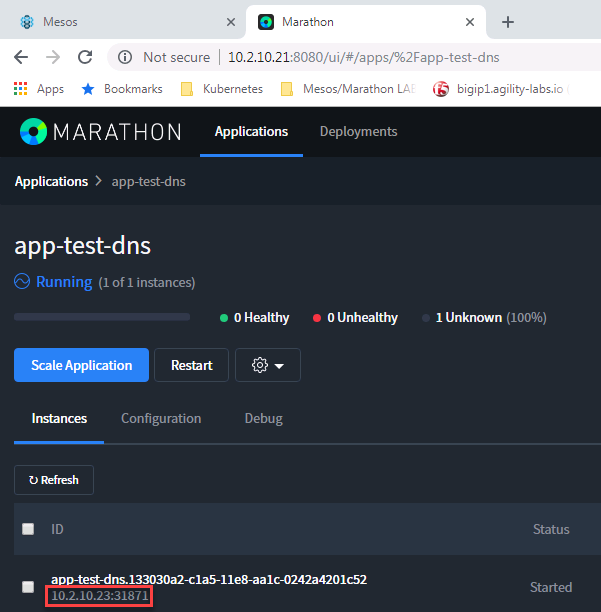 Mesos
Marathon
Not secure 10.2.10.21:8080/ui/#/apps/%2Fapp-test-dns
Apps Bookmarks Kubernetes Mesos/Marathon LAB bigip1.agility-labs.io
MARATHON Applications Deployments
Applications > app-test-dns
app-test-dns
Running (1 of 1 instances)
0 Healthy 0 Unhealthy 1 Unknown (100%)
Scale Application Restart
Instances Configuration Debug
Refresh
ID Status
app-test-dns.133030a2-c1a5-11e8-aa1c-0242a4201c52
10.2.10.23:31871 Started